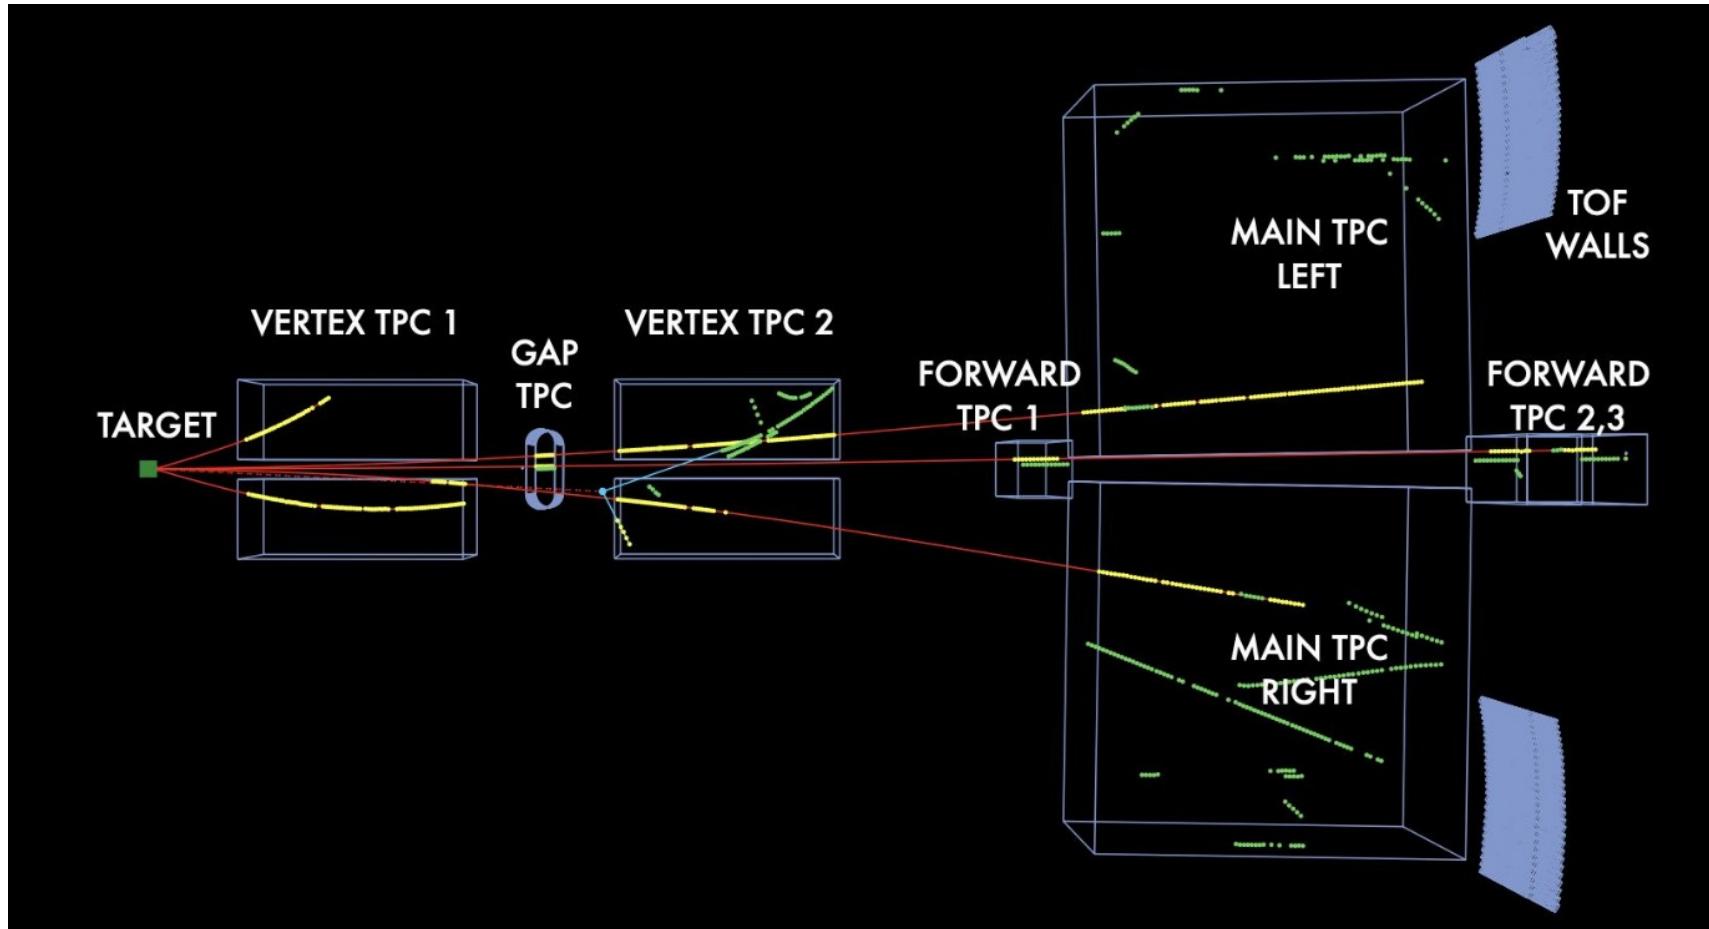 TARGET
VERTEX TPC 1
GAP
TPC
VERTEX TPC 2
FORWARD
TPC 1
MAIN TPC
LEFT
TOF
WALLS
FORWARD
TPC 2,3
MAIN TPC
RIGHT